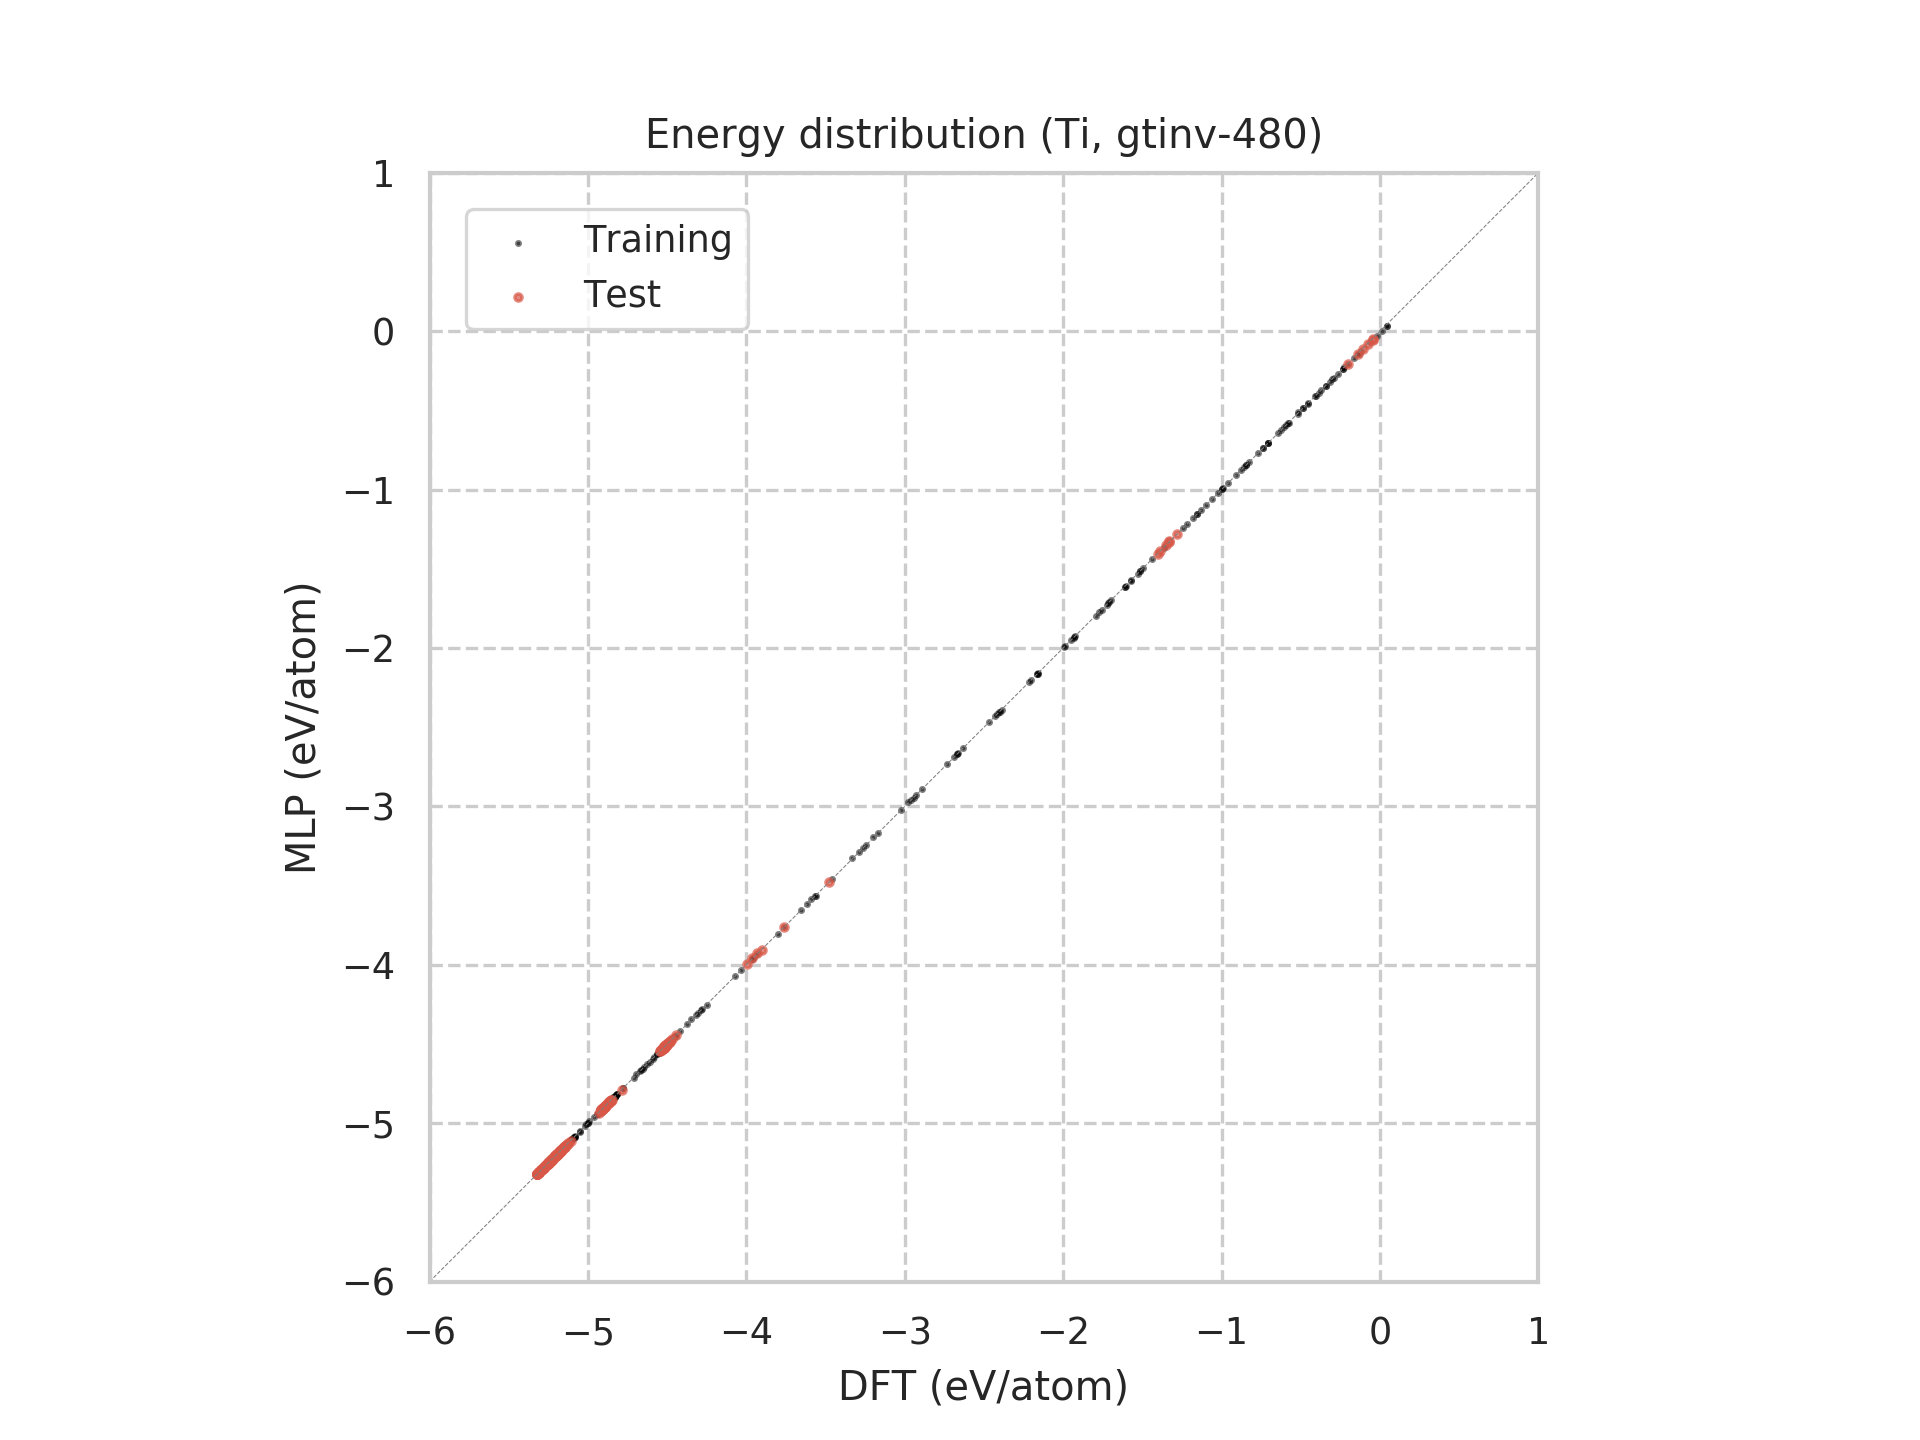 Energy distribution (Ti, gtinv-480)
Training
Test
1
0
−1
−2
−3
−4
−5
−6
MLP (eV/atom)
−6 −5 −4 −3 −2 −1 0 1
DFT (eV/atom)